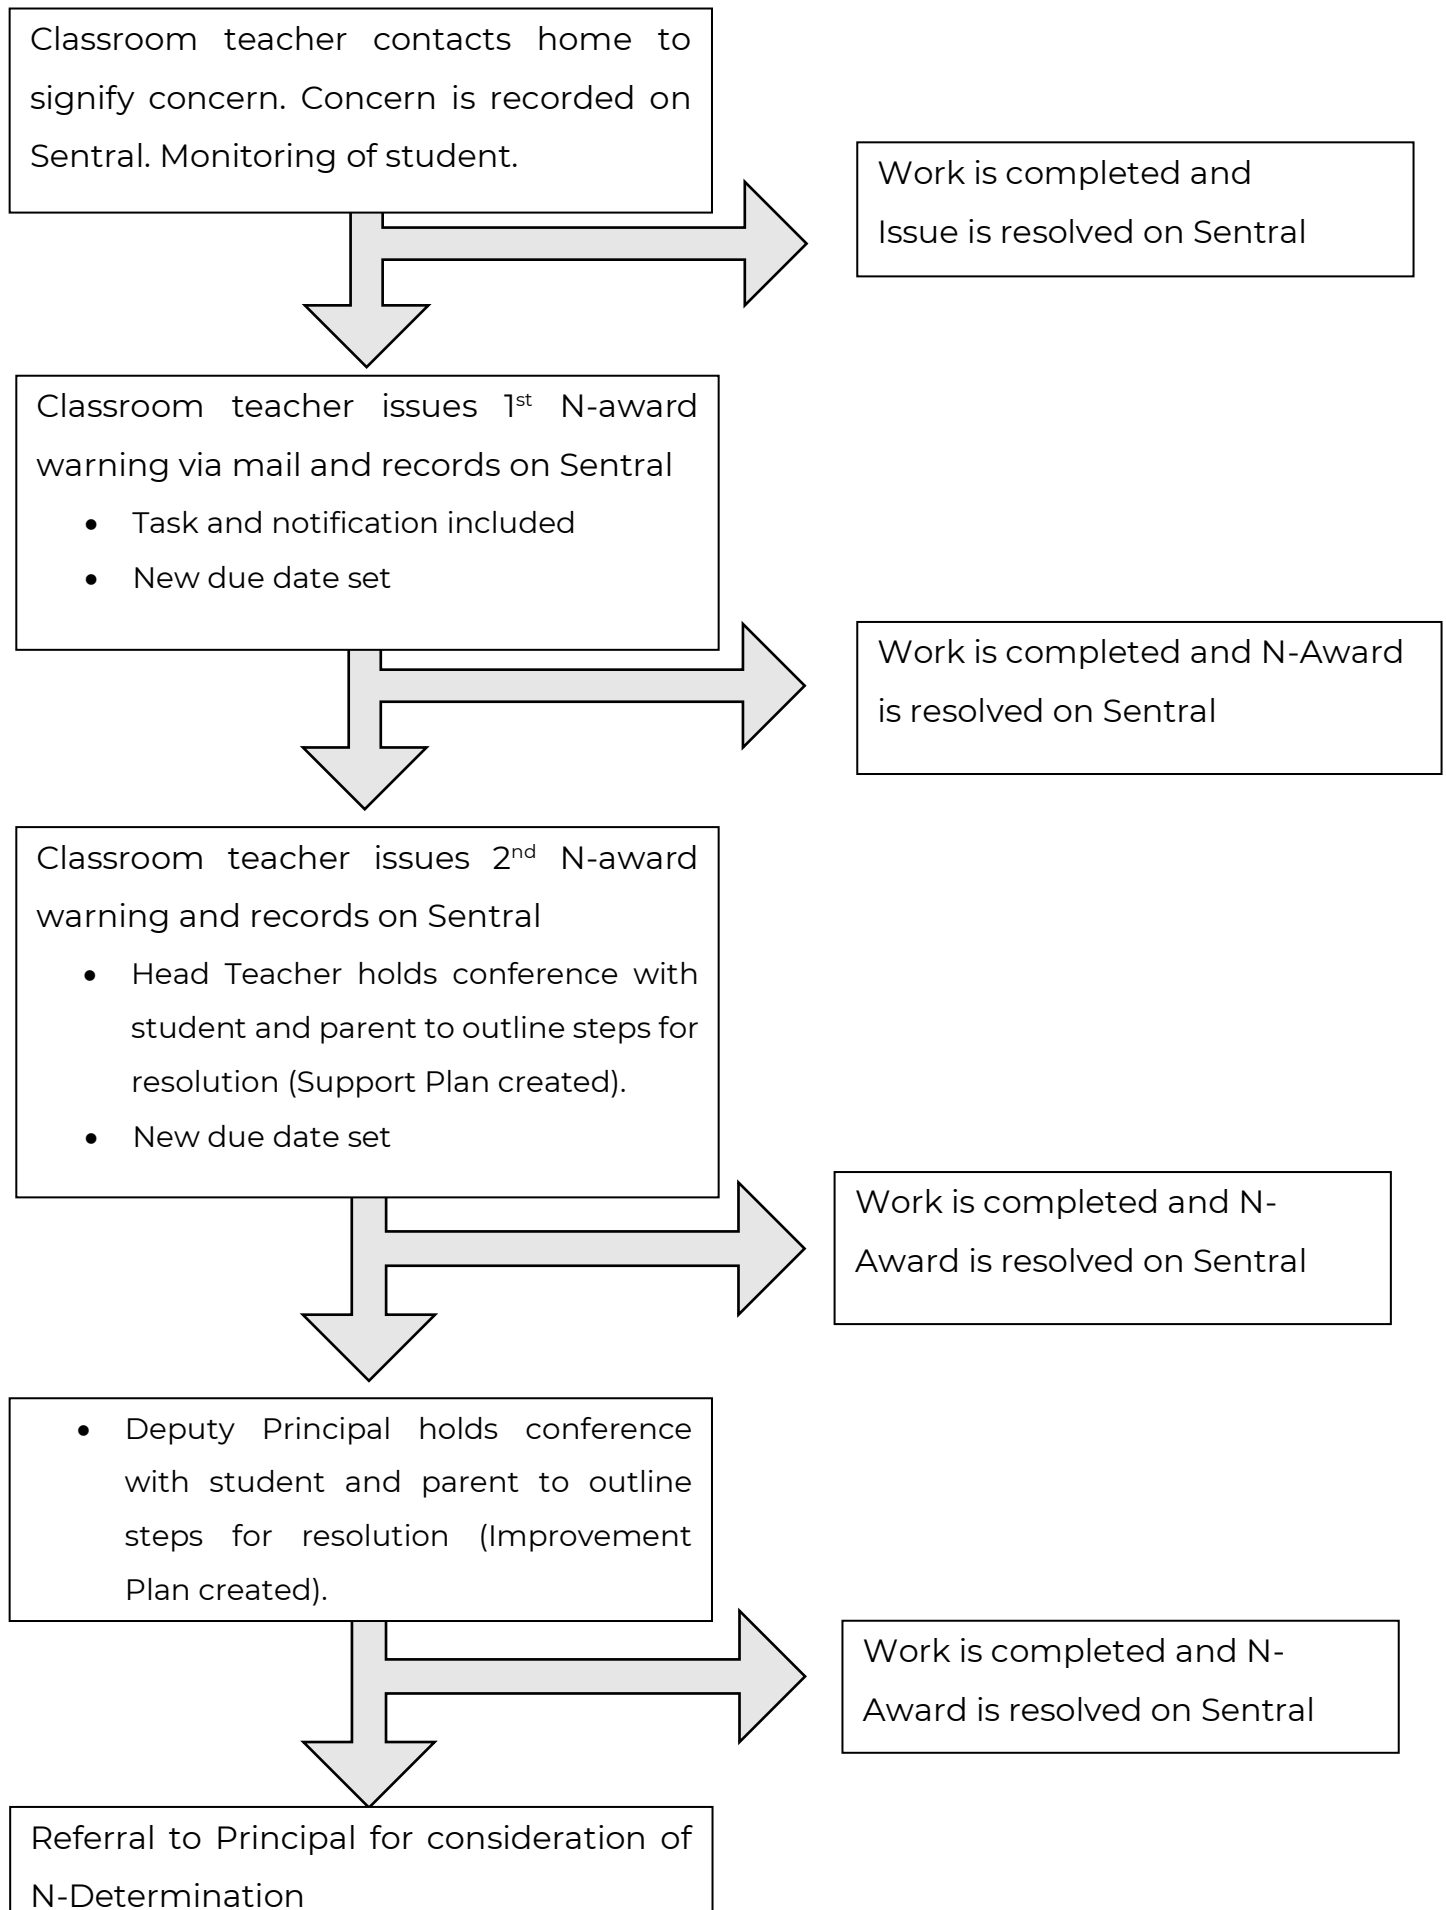 Classroom teacher contacts home to
signify concern. Concern is recorded on
Sentral. Monitoring of student.
Work is completed and
Issue is resolved on Sentral
Classroom teacher issues 1st N-award
warning via mail and records on Sentral
• Task and notification included
• New due date set
Work is completed and N-Award
is resolved on Sentral
Classroom teacher issues 2nd N-award
warning and records on Sentral
• Head Teacher holds conference with
student and parent to outline steps for
resolution (Support Plan created).
• New due date set
Work is completed and N-
Award is resolved on Sentral
• Deputy Principal holds conference
with student and parent to outline
steps for resolution (Improvement
Plan created).
Work is completed and N-
Award is resolved on Sentral
Referral to Principal for consideration of
N-Determination